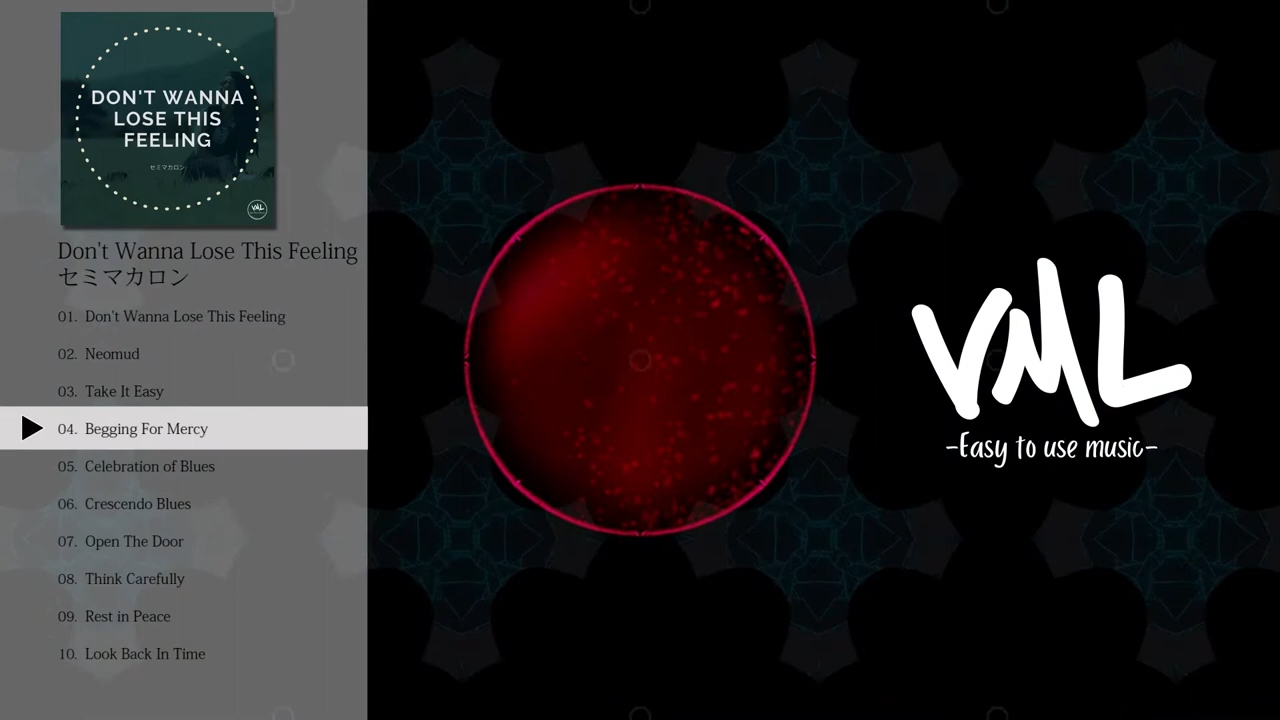 DON'T WANNA
LOSE THIS
FEELING
セミマカロン
VML
Don't Wanna Lose This Feeling
セミマカロン
01. Don't Wanna Lose This Feeling
02. Neomud
03. Take It Easy
04. Begging For Mercy
05. Celebration of Blues
06. Crescendo Blues
07. Open The Door
08. Think Carefully
09. Rest in Peace
10. Look Back In Time
VML
-Easy to use music-